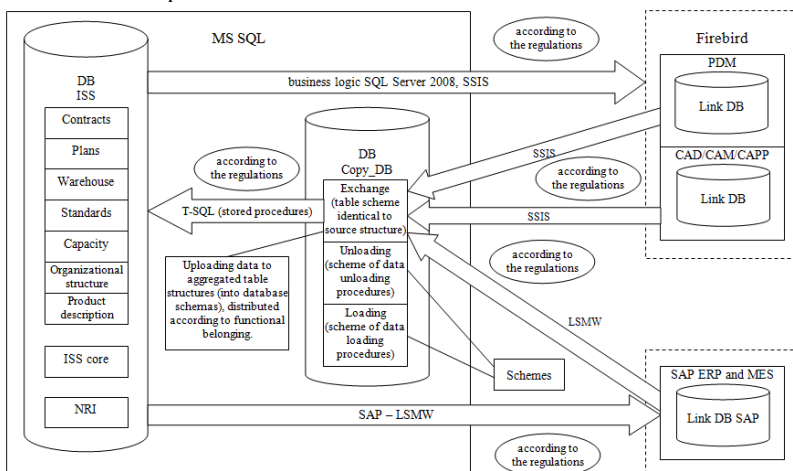 MS SQL
according to
the regulations
Firebird
DB
ISS
business logic SQL Server 2008, SSIS
PDM
Link DB
Contracts
Plans
Warehouse
Standards
Capacity
Organizational
structure
Product
description
ISS core
NRI
according to
the regulations
T-SQL (stored procedures)
DB
Copy_DB
Exchange
(table scheme
identical to
source structure)
Unloading
(scheme of data
unloading
procedures)
Loading
(scheme of data
loading
procedures)
SSIS
CAD/CAM/CAPP
according to
the regulations
Link DB
SSIS
according to
the regulations
Uploading data to
aggregated table
structures (into database
schemas), distributed
according to functional
belonging.
LSMW
Schemes
SAP ERP and MES
Link DB SAP
SAP – LSMW
according to
the regulations